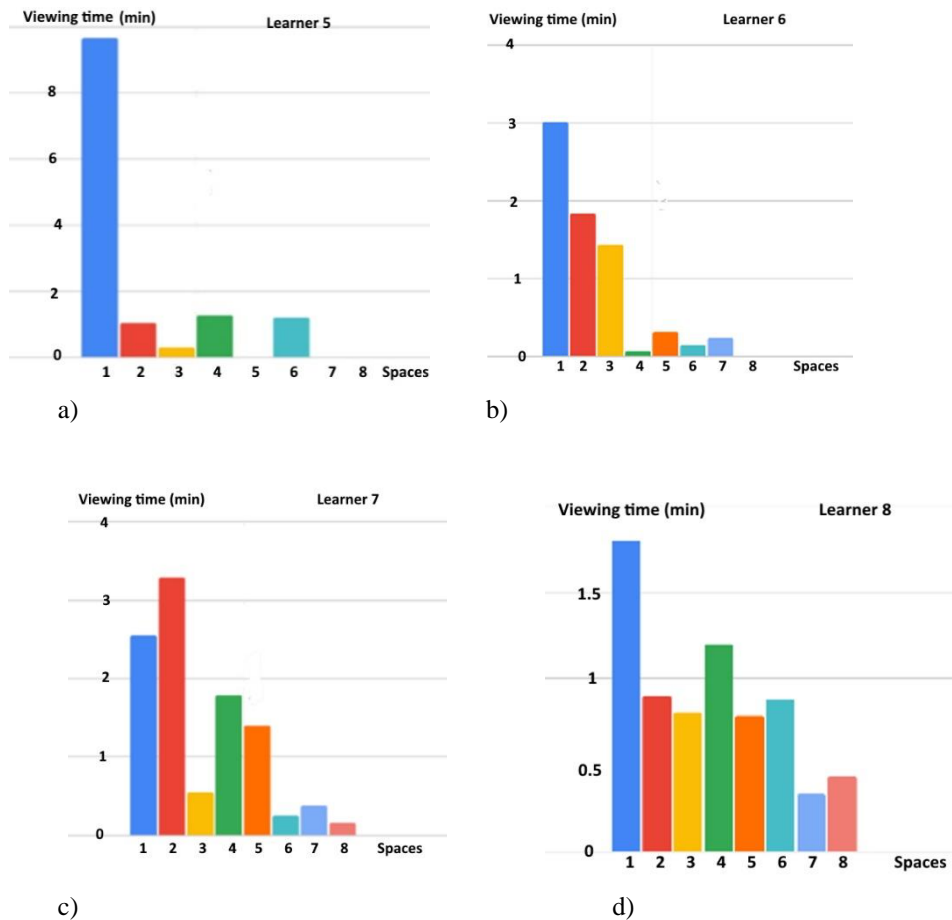 Viewing time (min) Learner 5
8
6
4
2
0
1 2 3 4 5 6 7 8 Spaces
a)
Viewing time (min) Learner 6
4
3
2
1
0
1 2 3 4 5 6 7 8 Spaces
b)
Viewing time (min) Learner 7
4
3
2
1
0
1 2 3 4 5 6 7 8 Spaces
c)
Viewing time (min) Learner 8
1.5
1
0.5
0
1 2 3 4 5 6 7 8 Spaces
d)